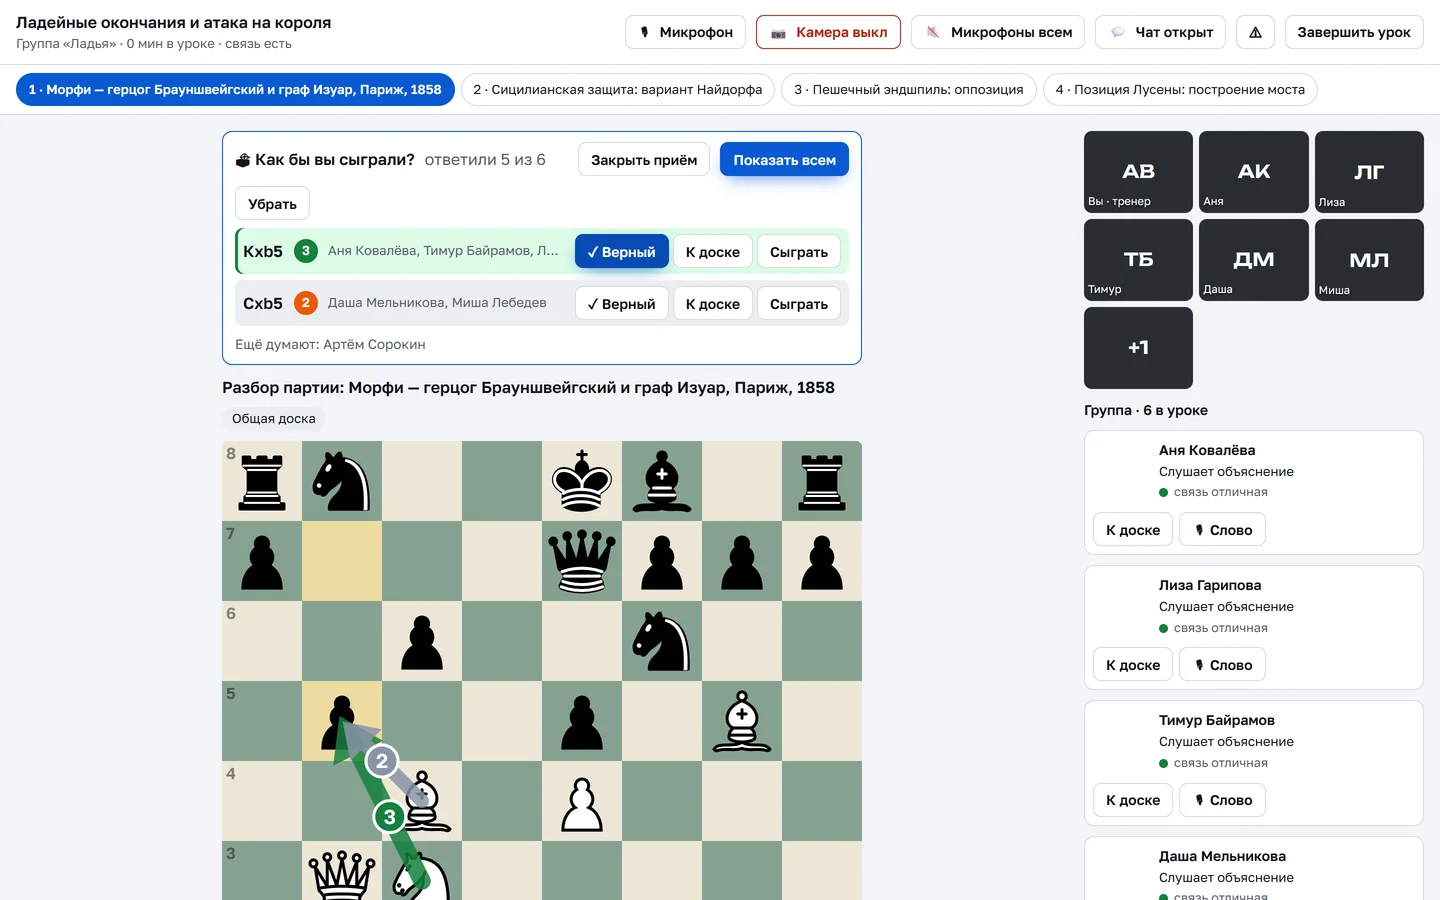 Ладейные окончания и атака на короля
Группа «Ладья» · 0 мин в уроке · связь есть
Микрофон
Камера выкл
Микрофоны всем
Чат открыт
Завершить урок
1 · Морфи — герцог Брауншвейгский и граф Изуар, Париж, 1858
2 · Сицилианская защита: вариант Найдорфа
3 · Пешечный эндшпиль: оппозиция
4 · Позиция Лусены: построение моста
Как бы вы сыграли? ответили 5 из 6
Закрыть приём
Показать всем
Убрать
Кxb5 3 Аня Ковалёва, Тимур Байрамов, Л… ✓ Верный К доске Сыграть
Сxb5 2 Даша Мельникова, Миша Лебедев ✓ Верный К доске Сыграть
Ещё думают: Артём Сорокин
Разбор партии: Морфи — герцог Брауншвейгский и граф Изуар, Париж, 1858
Общая доска
8
7
6
5
4
3
2
3
АВ
Вы · тренер
АК
Аня
ЛГ
Лиза
ТБ
Тимур
ДМ
Даша
МЛ
Миша
+1
Группа · 6 в уроке
Аня Ковалёва
Слушает объяснение
связь отличная
К доске Слово
Лиза Гарипова
Слушает объяснение
связь отличная
К доске Слово
Тимур Байрамов
Слушает объяснение
связь отличная
К доске Слово
Даша Мельникова
Слушает объяснение
связь отличная